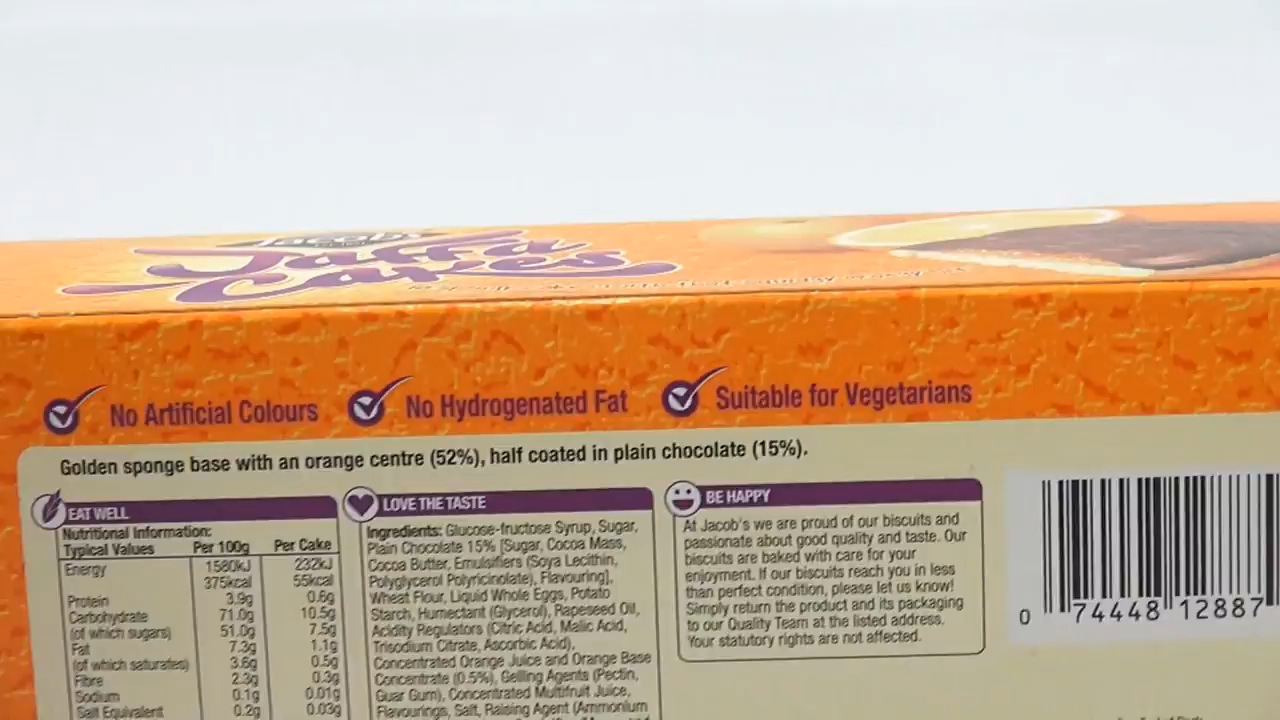 Jacob's
Jaffa
Cakes
No Artificial Colours
No Hydrogenated Fat
Suitable for Vegetarians
Golden sponge base with an orange centre (52%), half coated in plain chocolate (15%).
EAT WELL
Nutritional Information:
Typical Values Per 100g Per Cake
Energy 1580kJ 232kJ
375kcal 55kcal
Protein 3.9g 0.6g
Carbohydrate 71.0g 10.5g
(of which sugars) 51.0g 7.5g
Fat 7.3g 1.1g
(of which saturates) 3.6g 0.5g
Fibre 2.3g 0.3g
Sodium 0.1g 0.01g
Salt Equivalent 0.2g 0.03g
LOVE THE TASTE
Ingredients: Glucose-fructose Syrup, Sugar,
Plain Chocolate 15% [Sugar, Cocoa Mass,
Cocoa Butter, Emulsifiers (Soya Lecithin,
Polyglycerol Polyricinolate), Flavouring],
Wheat Flour, Liquid Whole Eggs, Potato
Starch, Humectant (Glycerol), Rapeseed Oil,
Acidity Regulators (Citric Acid, Malic Acid,
Trisodium Citrate, Ascorbic Acid),
Concentrated Orange Juice and Orange Base
Concentrate (0.5%), Gelling Agents (Pectin,
Guar Gum), Concentrated Multifruit Juice,
Flavourings, Salt, Raising Agent (Ammonium
BE HAPPY
At Jacob's we are proud of our biscuits and
passionate about good quality and taste. Our
biscuits are baked with care for your
enjoyment. If our biscuits reach you in less
than perfect condition, please let us know!
Simply return the product and its packaging
to our Quality Team at the listed address.
Your statutory rights are not affected.
0 74448 12887